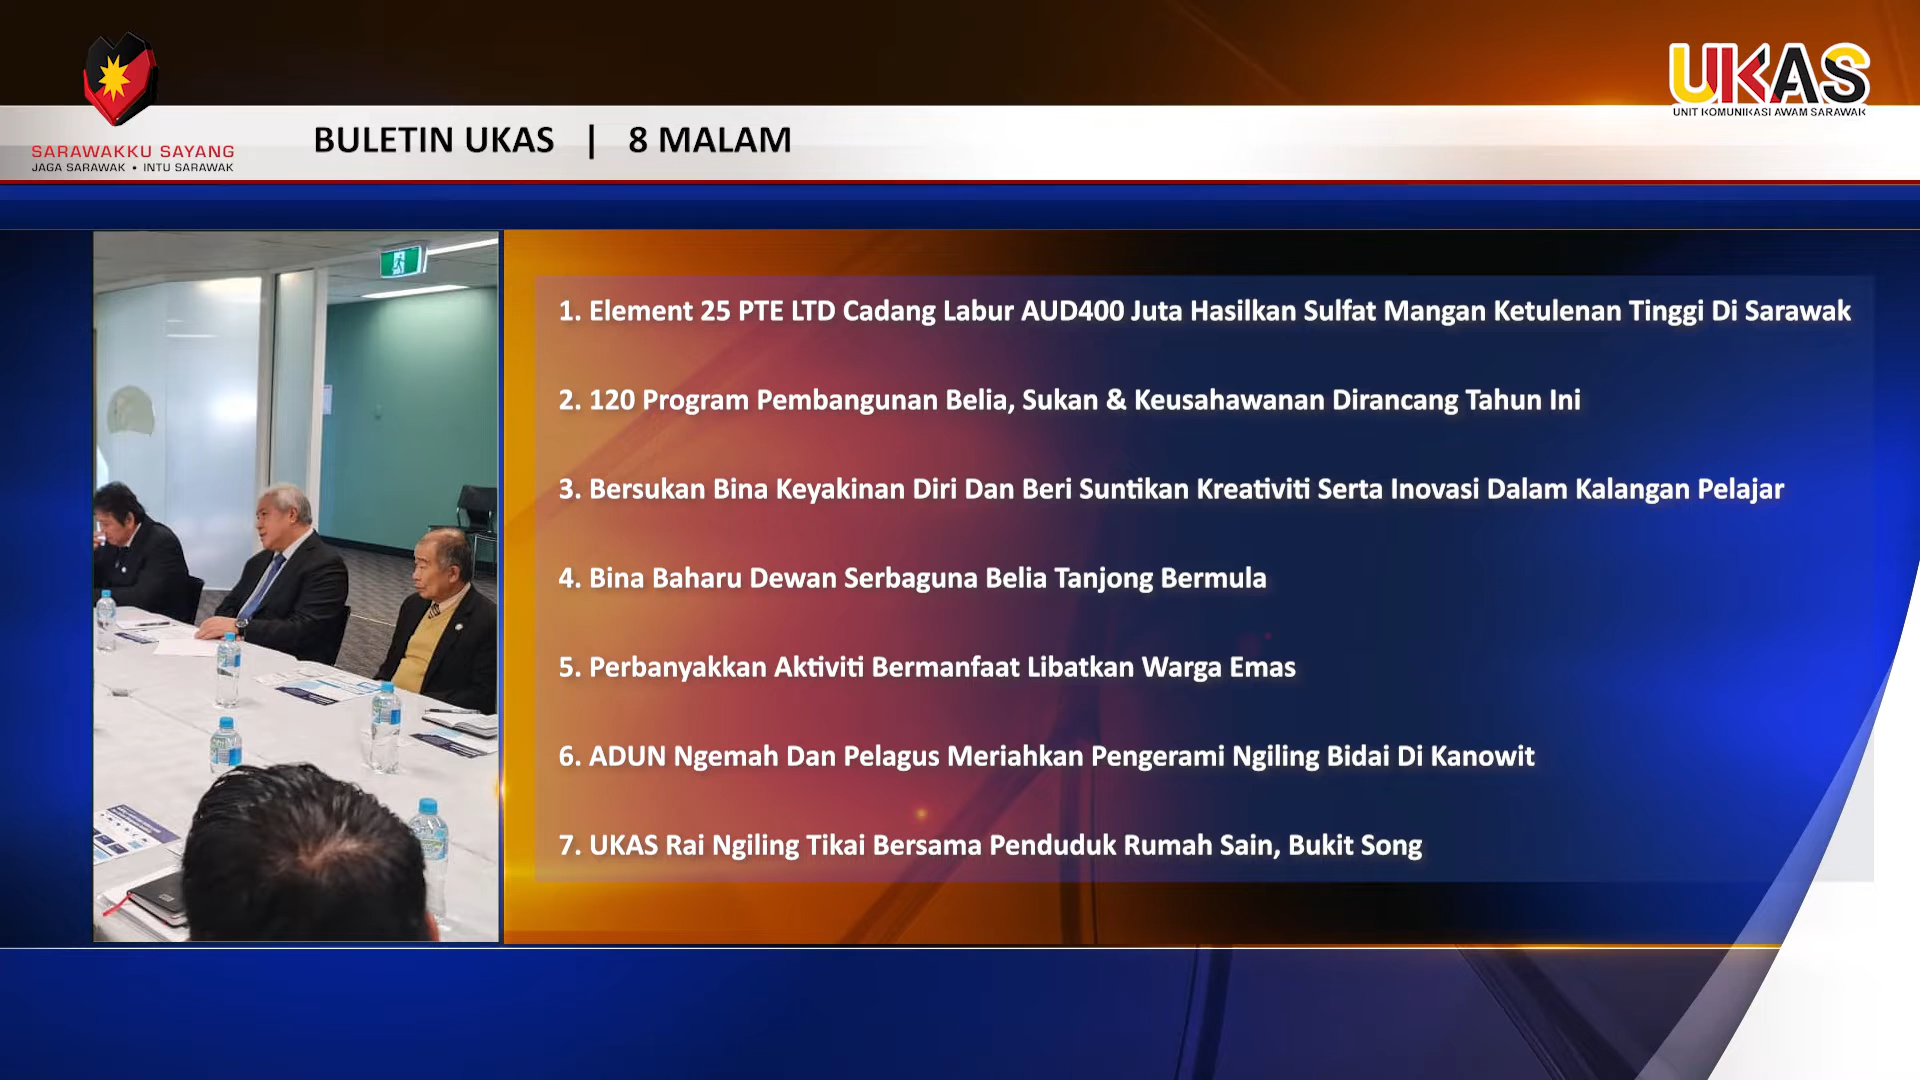 SARAWAKKU SAYANG
JAGA SARAWAK • INTU SARAWAK
BULETIN UKAS | 8 MALAM
UKAS
UNIT KOMUNIKASI AWAM SARAWAK
1. Element 25 PTE LTD Cadang Labur AUD400 Juta Hasilkan Sulfat Mangan Ketulenan Tinggi Di Sarawak
2. 120 Program Pembangunan Belia, Sukan & Keusahawanan Dirancang Tahun Ini
3. Bersukan Bina Keyakinan Diri Dan Beri Suntikan Kreativiti Serta Inovasi Dalam Kalangan Pelajar
4. Bina Baharu Dewan Serbaguna Belia Tanjong Bermula
5. Perbanyakkan Aktiviti Bermanfaat Libatkan Warga Emas
6. ADUN Ngemah Dan Pelagus Meriahkan Pengerami Ngiling Bidai Di Kanowit
7. UKAS Rai Ngiling Tikai Bersama Penduduk Rumah Sain, Bukit Song